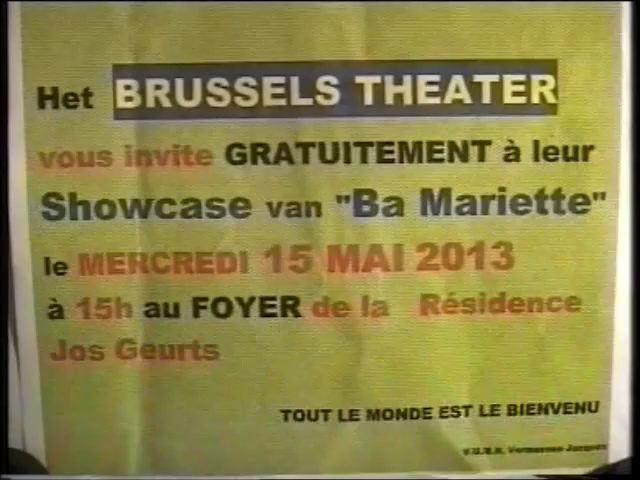 Het BRUSSELS THEATER
vous invite GRATUITEMENT à leur
Showcase van "Ba Mariette"
le MERCREDI 15 MAI 2013
à 15h au FOYER de la Résidence
Jos Geurts
TOUT LE MONDE EST LE BIENVENU